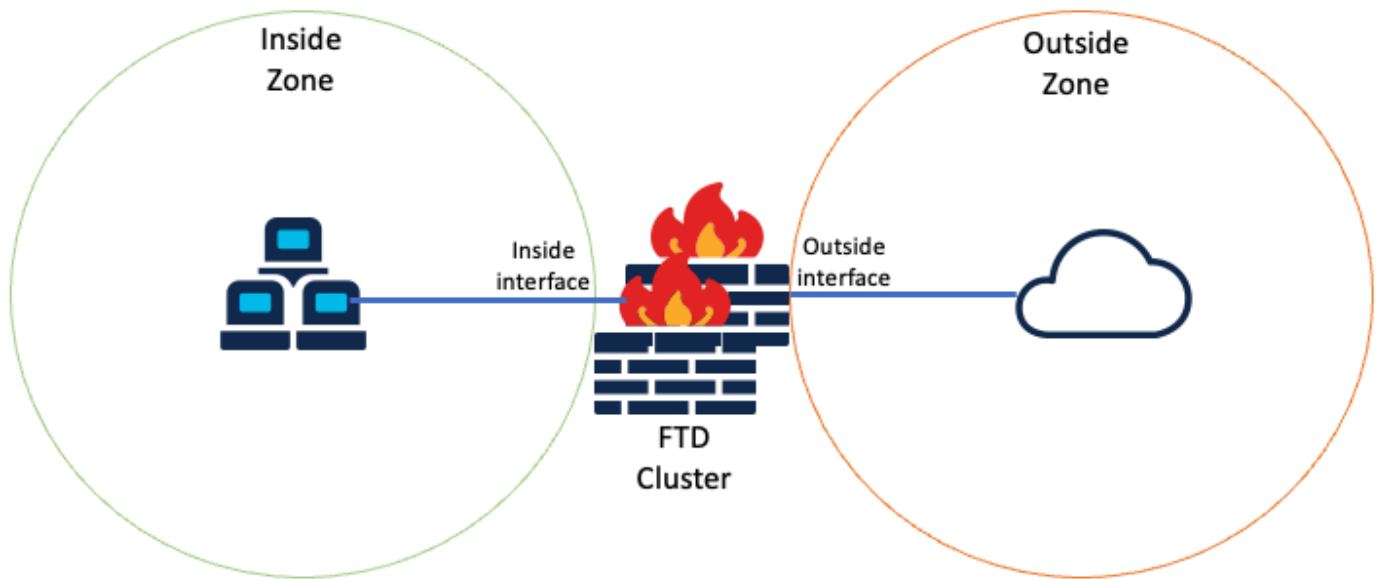 Inside
Zone
Outside
Zone
Inside
interface
Outside
interface
FTD
Cluster